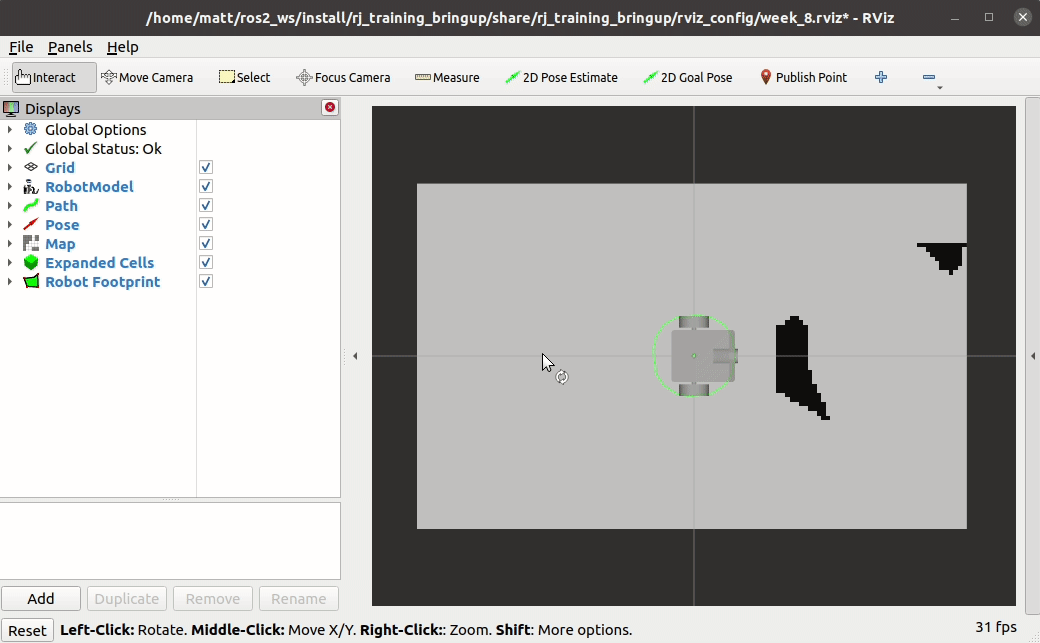 /home/matt/ros2_ws/install/rj_training_bringup/share/rj_training_bringup/rviz_config/week_8.rviz* - RViz
File Panels Help
Interact Move Camera Select Focus Camera Measure 2D Pose Estimate 2D Goal Pose Publish Point
Displays
Global Options
Global Status: Ok
Grid
RobotModel
Path
Pose
Map
Expanded Cells
Robot Footprint
Add Duplicate Remove Rename
Reset Left-Click: Rotate. Middle-Click: Move X/Y. Right-Click:: Zoom. Shift: More options. 31 fps